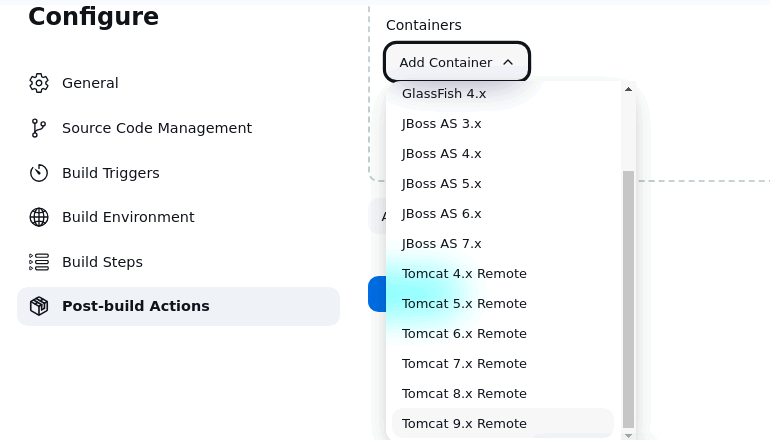 Configure
General
Source Code Management
Build Triggers
Build Environment
Build Steps
Post-build Actions
Containers
Add Container
GlassFish 4.x
JBoss AS 3.x
JBoss AS 4.x
JBoss AS 5.x
JBoss AS 6.x
JBoss AS 7.x
Tomcat 4.x Remote
Tomcat 5.x Remote
Tomcat 6.x Remote
Tomcat 7.x Remote
Tomcat 8.x Remote
Tomcat 9.x Remote